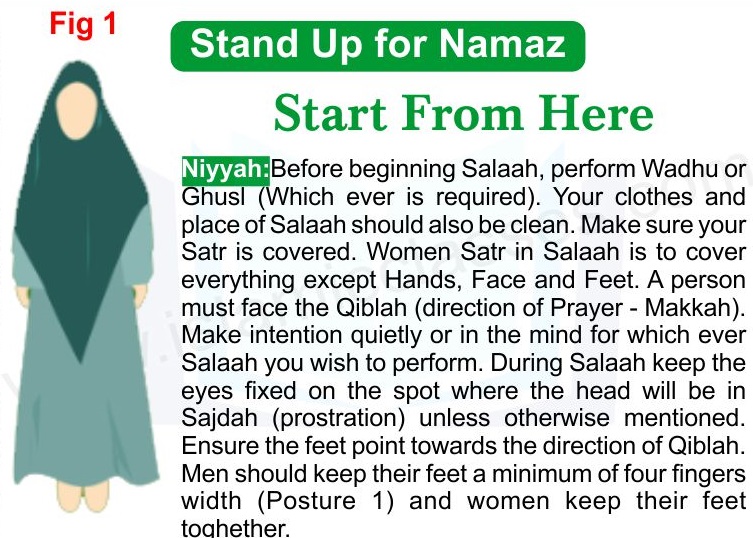 Fig 1
Stand Up for Namaz
Start From Here
Niyyah:Before beginning Salaah, perform Wadhu or
Ghusl (Which ever is required). Your clothes and
place of Salaah should also be clean. Make sure your
Satr is covered. Women Satr in Salaah is to cover
everything except Hands, Face and Feet. A person
must face the Qiblah (direction of Prayer - Makkah).
Make intention quietly or in the mind for which ever
Salaah you wish to perform. During Salaah keep the
eyes fixed on the spot where the head will be in
Sajdah (prostration) unless otherwise mentioned.
Ensure the feet point towards the direction of Qiblah.
Men should keep their feet a minimum of four fingers
width (Posture 1) and women keep their feet
toghether.